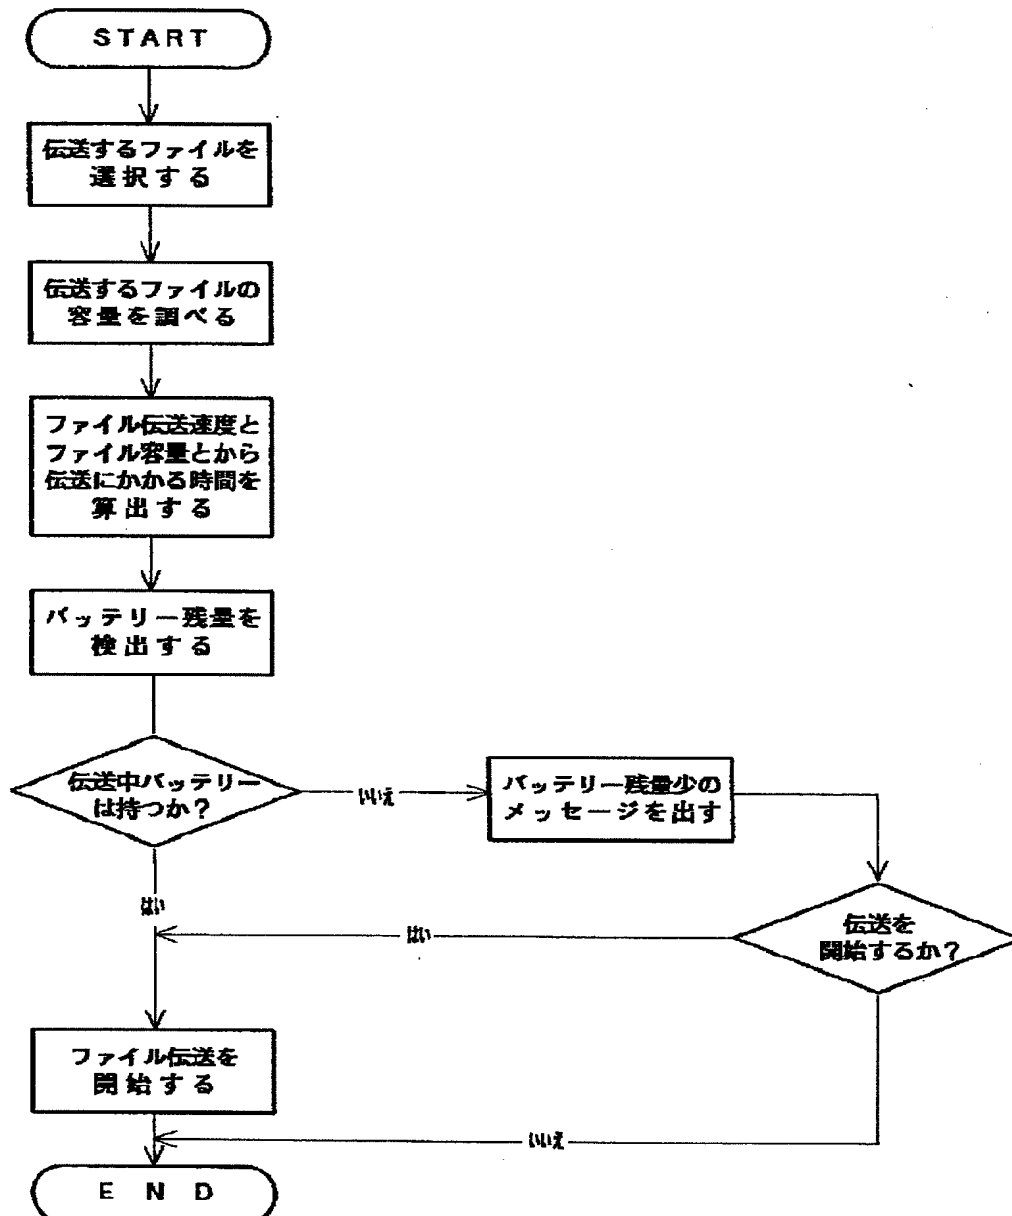 START
伝送するファイルを
選択する
伝送するファイルの
容量を調べる
ファイル伝送速度と
ファイル容量とから
伝送にかかる時間を
算出する
バッテリー残量を
検出する
伝送中バッテリー
は持つか?
いいえ
バッテリー残量少の
メッセージを出す
はい
はい
伝送を
開始するか?
ファイル伝送を
開始する
いいえ
END